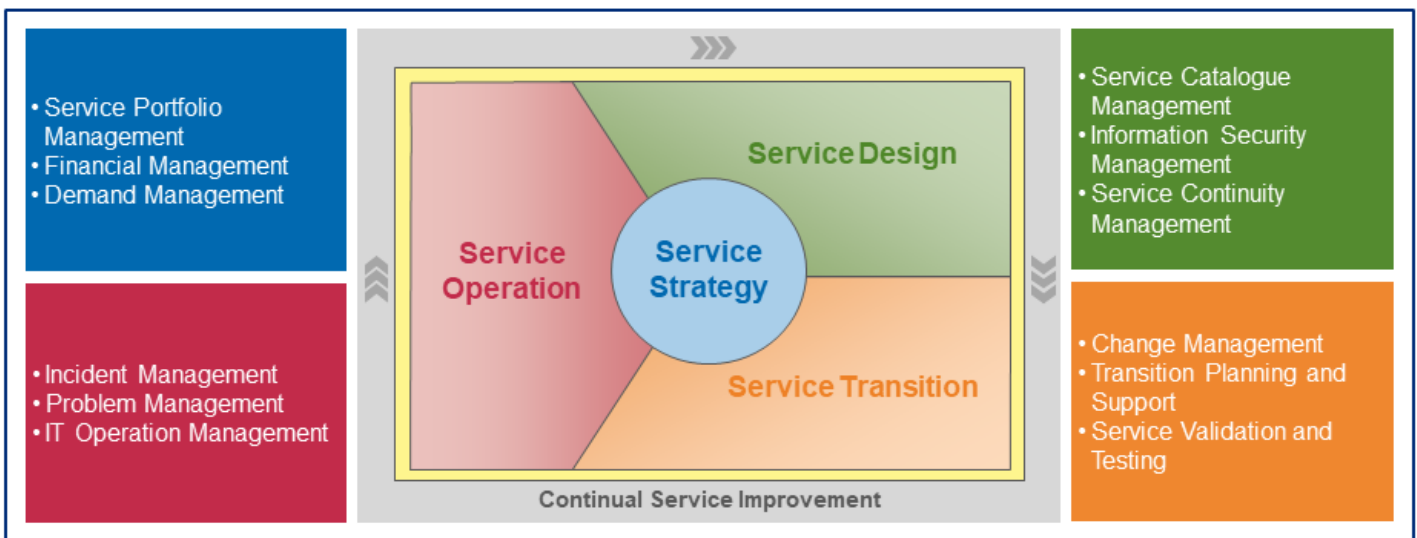 • Service Portfolio
Management
• Financial Management
• Demand Management
• Incident Management
• Problem Management
• IT Operation Management
Service Design
Service
Operation
Service
Strategy
Service Transition
Continual Service Improvement
• Service Catalogue
Management
• Information Security
Management
• Service Continuity
Management
• Change Management
• Transition Planning and
Support
• Service Validation and
Testing